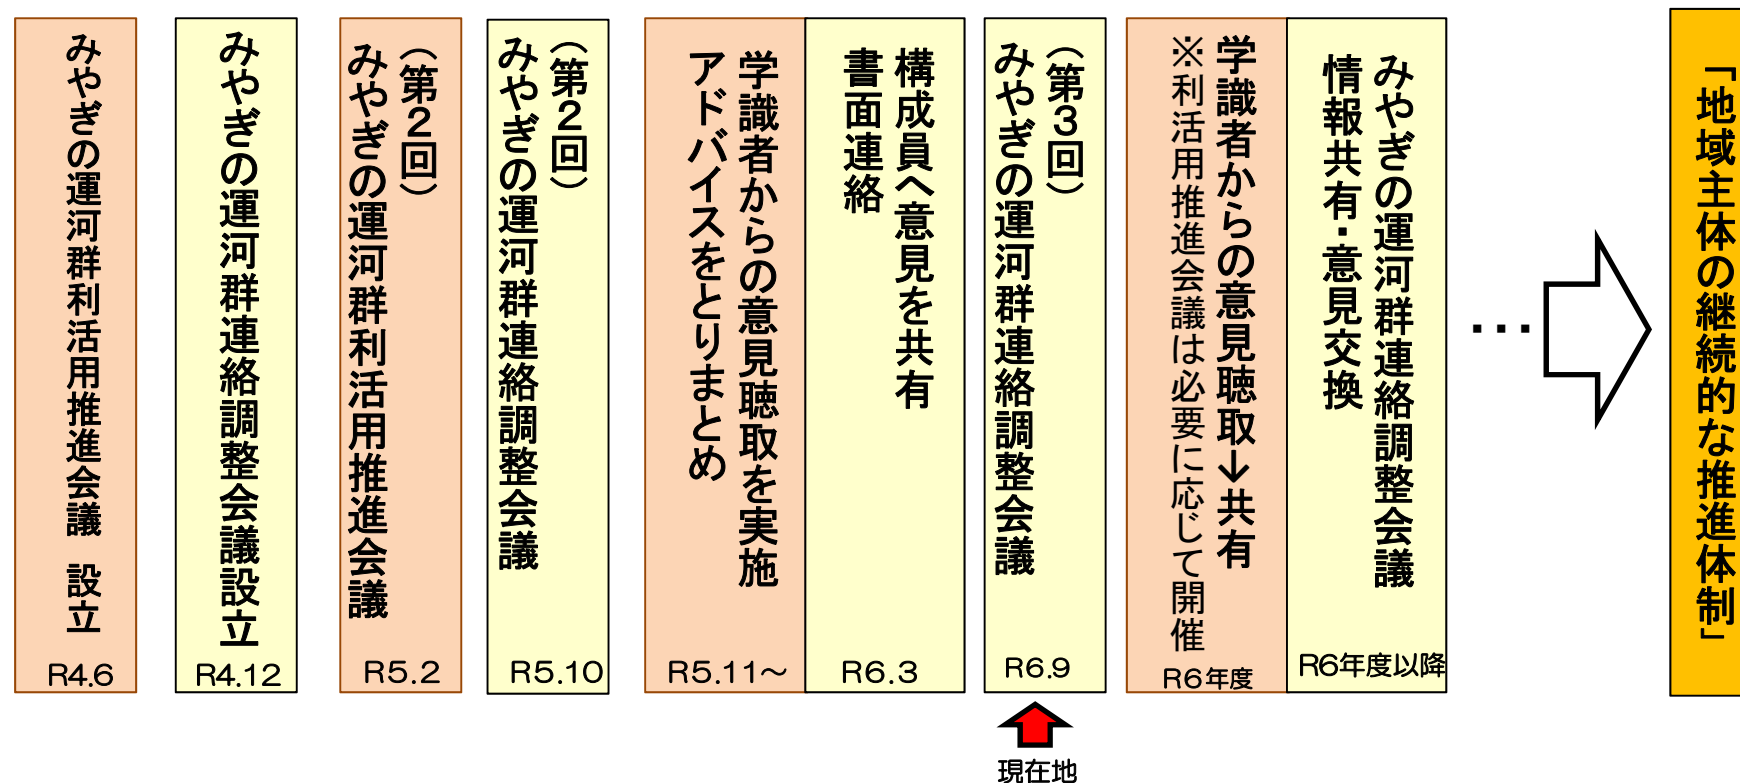 みやぎの運河群利活用推進会議　設立
R4.6
みやぎの運河群連絡調整会議設立
R4.12
（第２回）
みやぎの運河群利活用推進会議
R5.2
（第２回）
みやぎの運河群連絡調整会議
R5.10
学識者からの意見聴取を実施
アドバイスをとりまとめ
R5.11～
構成員へ意見を共有
書面連絡
R6.3
（第３回）
みやぎの運河群連絡調整会議
R6.9
現在地
学識者からの意見聴取→共有
※利活用推進会議は必要に応じて開催
R6年度
みやぎの運河群連絡調整会議
情報共有・意見交換
R6年度以降
…
「地域主体の継続的な推進体制」